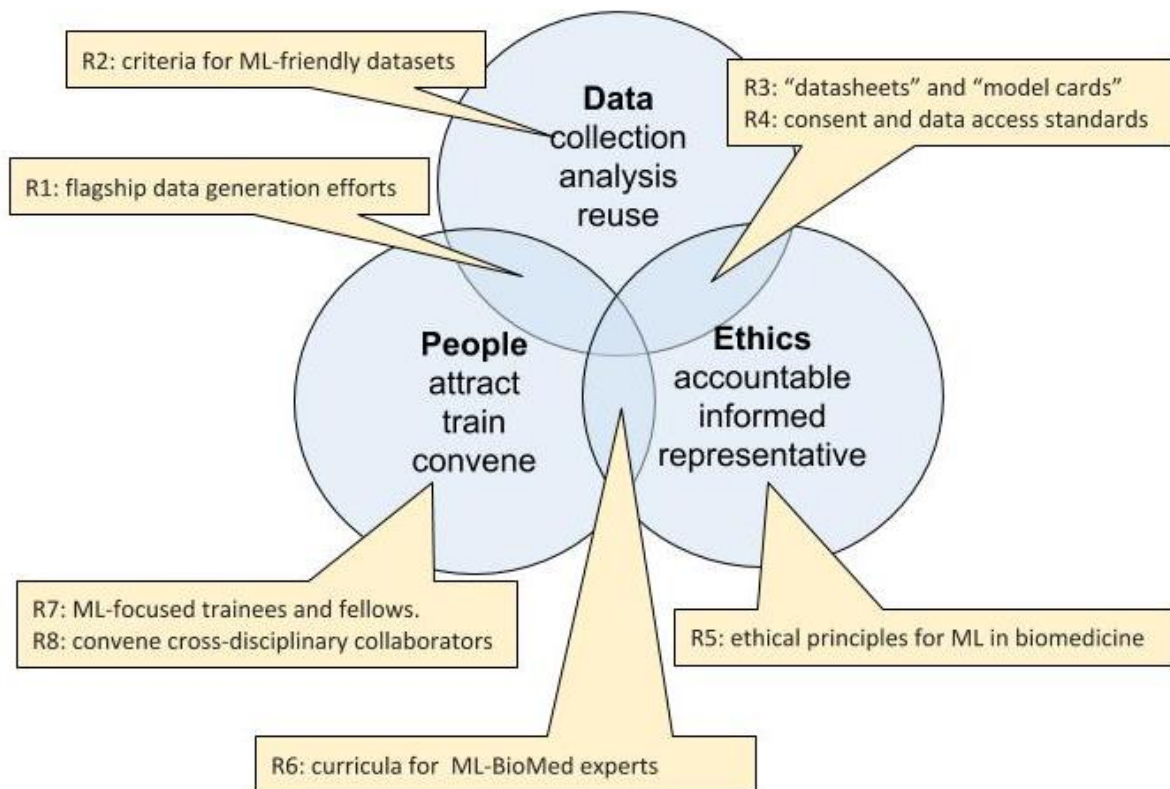 R2: criteria for ML-friendly datasets
R3: “datasheets” and “model cards”
R4: consent and data access standards
Data
collection
analysis
reuse
R1: flagship data generation efforts
People
attract
train
convene
Ethics
accountable
informed
representative
R7: ML-focused trainees and fellows.
R8: convene cross-disciplinary collaborators
R5: ethical principles for ML in biomedicine
R6: curricula for ML-BioMed experts